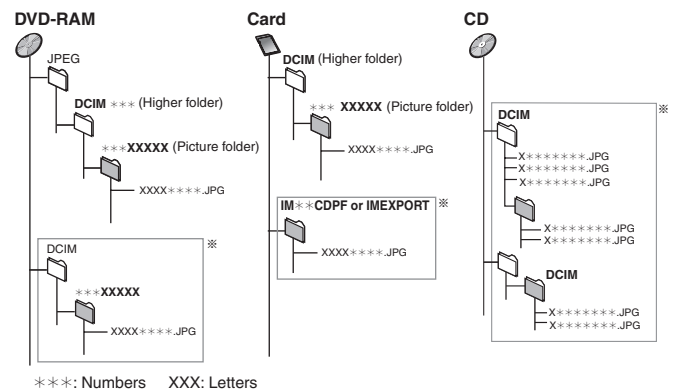 DVD-RAM
JPEG
DCIM ∗∗∗ (Higher folder)
∗∗∗XXXXX (Picture folder)
XXXX∗∗∗∗.JPG
※
DCIM
∗∗∗XXXXX
XXXX∗∗∗∗.JPG
Card
DCIM (Higher folder)
∗∗∗ XXXXX (Picture folder)
XXXX∗∗∗∗.JPG
※
IM∗∗CDPF or IMEXPORT
XXXX∗∗∗∗.JPG
CD
※
DCIM
X∗∗∗∗∗∗∗.JPG
X∗∗∗∗∗∗∗.JPG
X∗∗∗∗∗∗∗.JPG
X∗∗∗∗∗∗∗.JPG
X∗∗∗∗∗∗∗.JPG
DCIM
X∗∗∗∗∗∗∗.JPG
X∗∗∗∗∗∗∗.JPG
∗∗∗: Numbers XXX: Letters